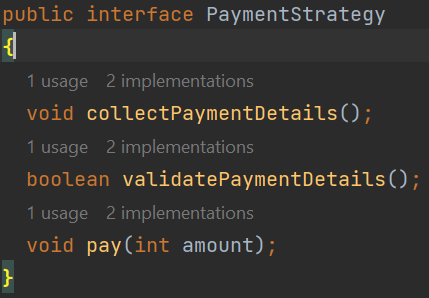 public interface PaymentStrategy
{
1 usage 2 implementations
void collectPaymentDetails();
1 usage 2 implementations
boolean validatePaymentDetails();
1 usage 2 implementations
void pay(int amount);
}